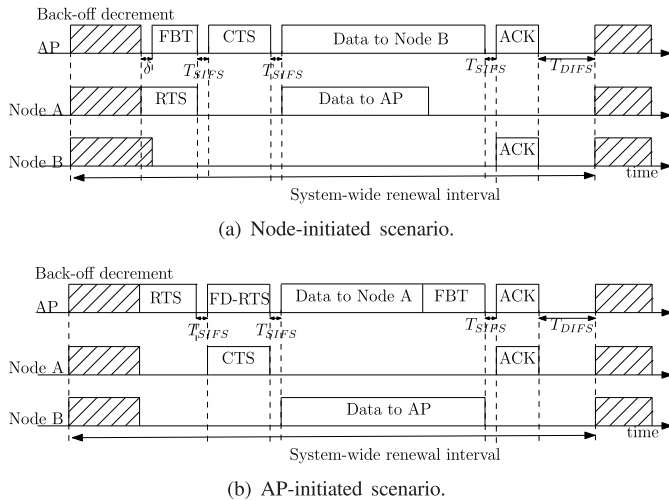 Back-off decrement
AP FBT CTS Data to Node B ACK
δ T_SIFS T_SIFS T_SIFS T_DIFS
Node A RTS Data to AP
Node B ACK
time
System-wide renewal interval
(a) Node-initiated scenario.
Back-off decrement
AP RTS FD-RTS Data to Node A FBT ACK
T_SIFS T_SIFS T_SIFS T_DIFS
Node A CTS ACK
Node B Data to AP
time
System-wide renewal interval
(b) AP-initiated scenario.